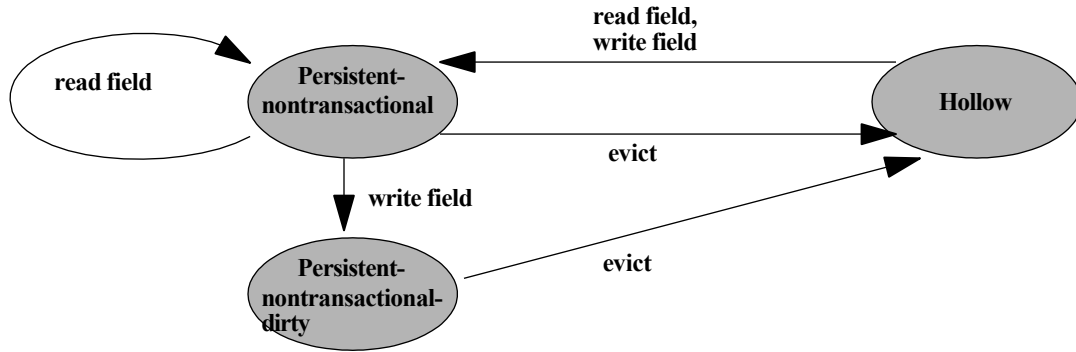 read field,
write field
read field
Persistent-
nontransactional
Hollow
evict
write field
Persistent-
nontransactional-
dirty
evict